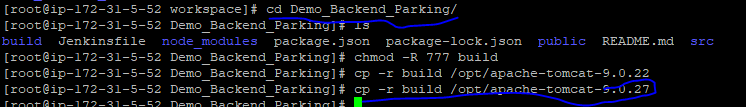 [root@ip-172-31-5-52 workspace]# cd Demo_Backend_Parking/
[root@ip-172-31-5-52 Demo_Backend_Parking]# ls
build  Jenkinsfile  node_modules  package.json  package-lock.json  public  README.md  src
[root@ip-172-31-5-52 Demo_Backend_Parking]# chmod -R 777 build
[root@ip-172-31-5-52 Demo_Backend_Parking]# cp -r build /opt/apache-tomcat-9.0.22
[root@ip-172-31-5-52 Demo_Backend_Parking]# cp -r build /opt/apache-tomcat-9.0.27
[root@ip-172-31-5-52 Demo_Backend_Parking]#